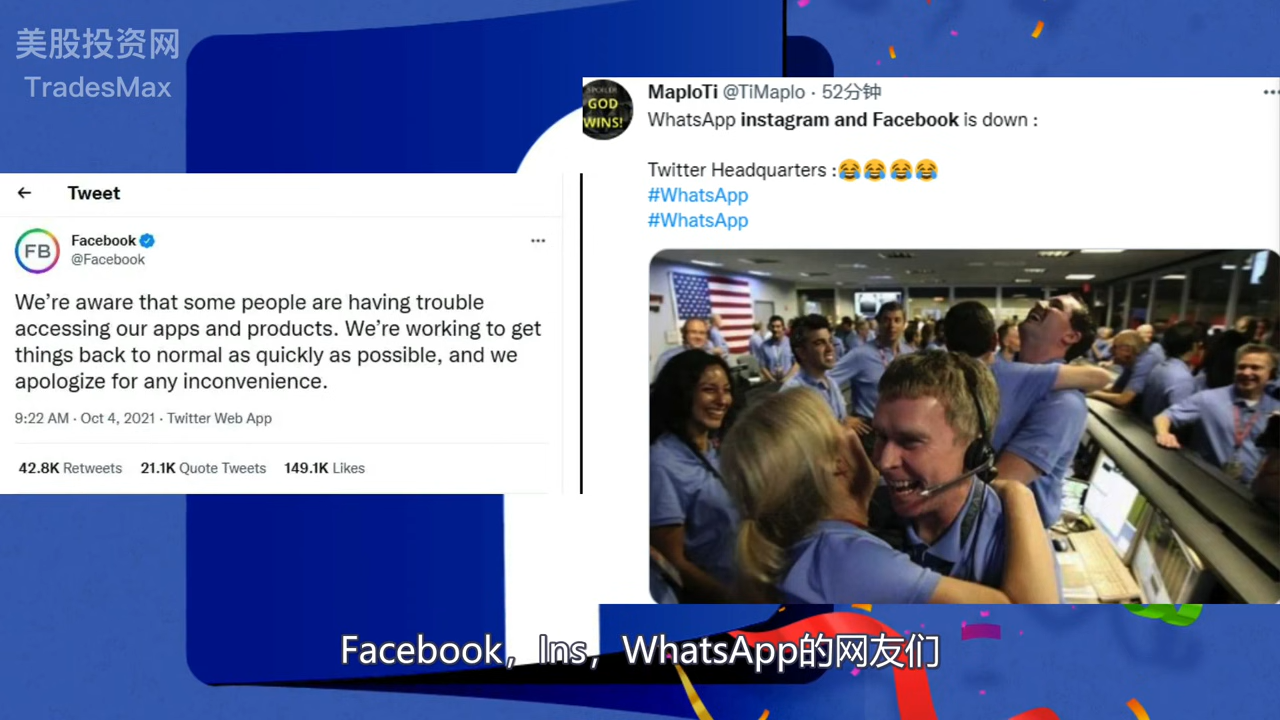 美股投资网
TradesMax
Tweet
FB
Facebook
@Facebook
We're aware that some people are having trouble
accessing our apps and products. We're working to get
things back to normal as quickly as possible, and we
apologize for any inconvenience.
9:22 AM · Oct 4, 2021 · Twitter Web App
42.8K Retweets 21.1K Quote Tweets 149.1K Likes
SPOILER
GOD
WINS!
MaploTi @TiMaplo · 52分钟
WhatsApp instagram and Facebook is down :
Twitter Headquarters :😂😂😂😂
#WhatsApp
#WhatsApp
Facebook，Ins，WhatsApp的网友们